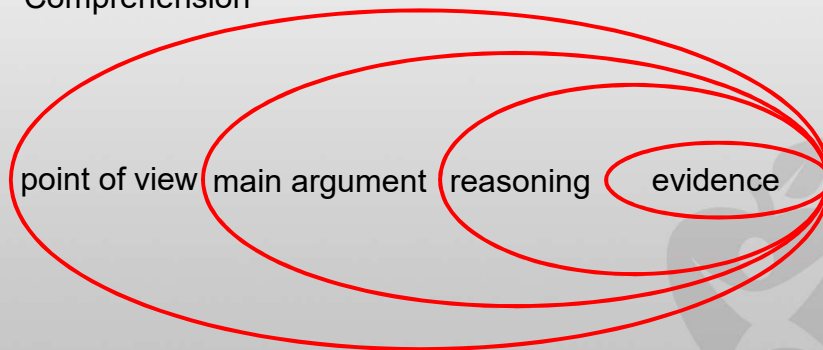 Comprehension
point of view main argument reasoning evidence